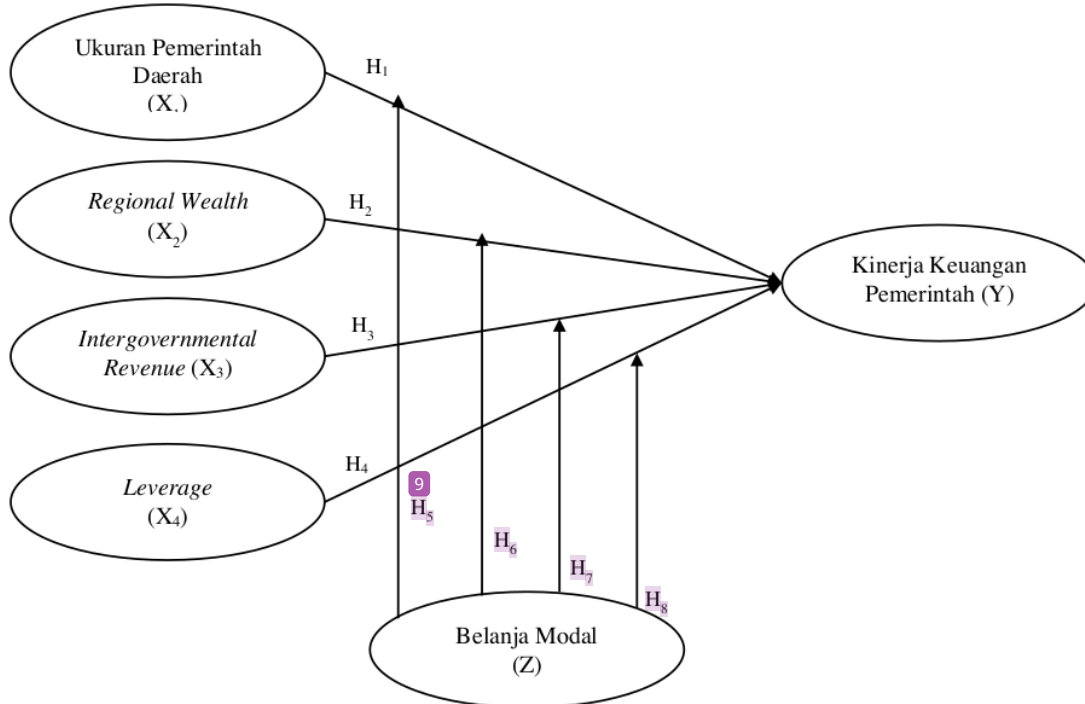 Ukuran Pemerintah
Daerah
(X.)
H₁
Regional Wealth
(X₂)
H₂
Intergovernmental
Revenue (X₃)
H₃
Leverage
(X₄)
H₄
Kinerja Keuangan
Pemerintah (Y)
9
H₅
H₆
H₇
H₈
Belanja Modal
(Z)